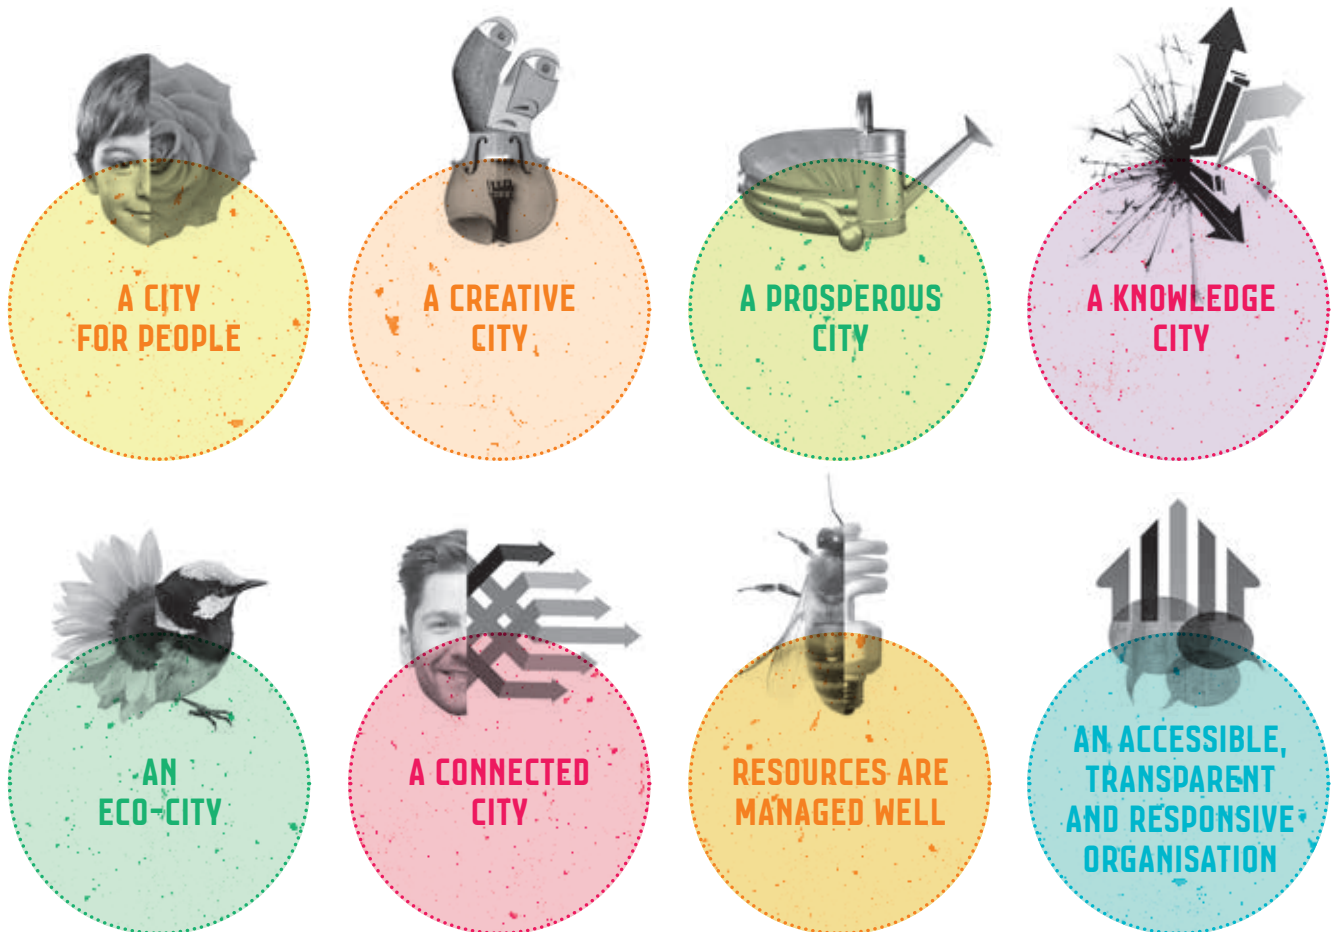 A CITY
FOR PEOPLE
A CREATIVE
CITY
A PROSPEROUS
CITY
A KNOWLEDGE
CITY
AN
ECO-CITY
A CONNECTED
CITY
RESOURCES ARE
MANAGED WELL
AN ACCESSIBLE,
TRANSPARENT
AND RESPONSIVE
ORGANISATION